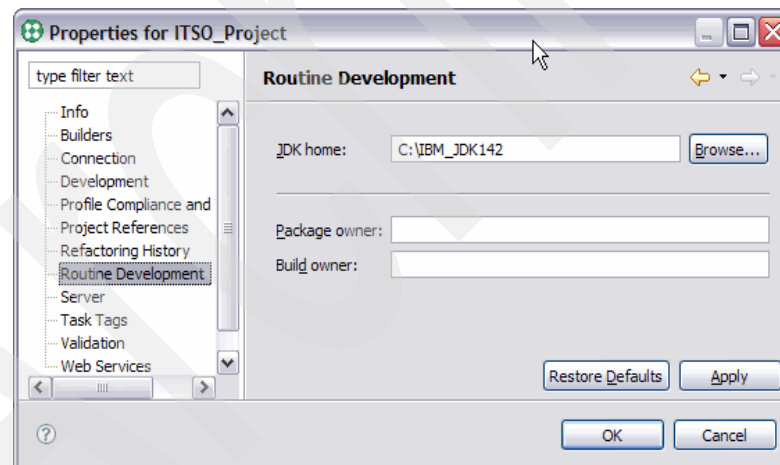 Properties for ITSO_Project
type filter text
Info
Builders
Connection
Development
Profile Compliance and
Project References
Refactoring History
Routine Development
Server
Task Tags
Validation
Web Services
Routine Development
JDK home:
C:\IBM_JDK142
Browse...
Package owner:
Build owner:
Restore Defaults
Apply
OK
Cancel